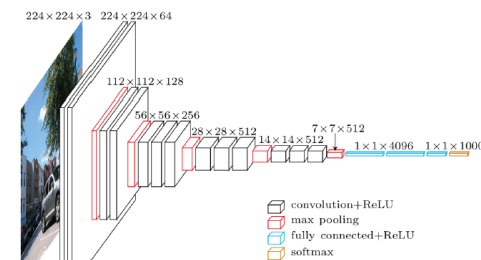 224×224×3
224×224×64
112×112×128
56×56×256
28×28×512
14×14×512
7×7×512
1×1×4096
1×1×1000
convolution+ReLU
max pooling
fully connected+ReLU
softmax